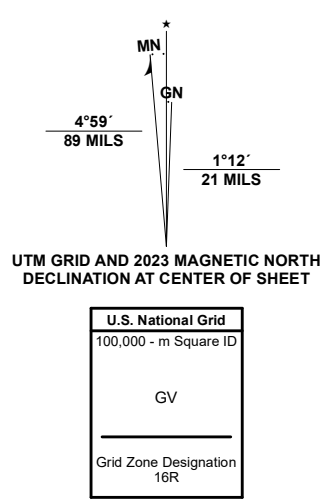 MN
GN
4°59´
89 MILS
1°12´
21 MILS
UTM GRID AND 2023 MAGNETIC NORTH
DECLINATION AT CENTER OF SHEET
U.S. National Grid
100,000 - m Square ID
GV
Grid Zone Designation
16R